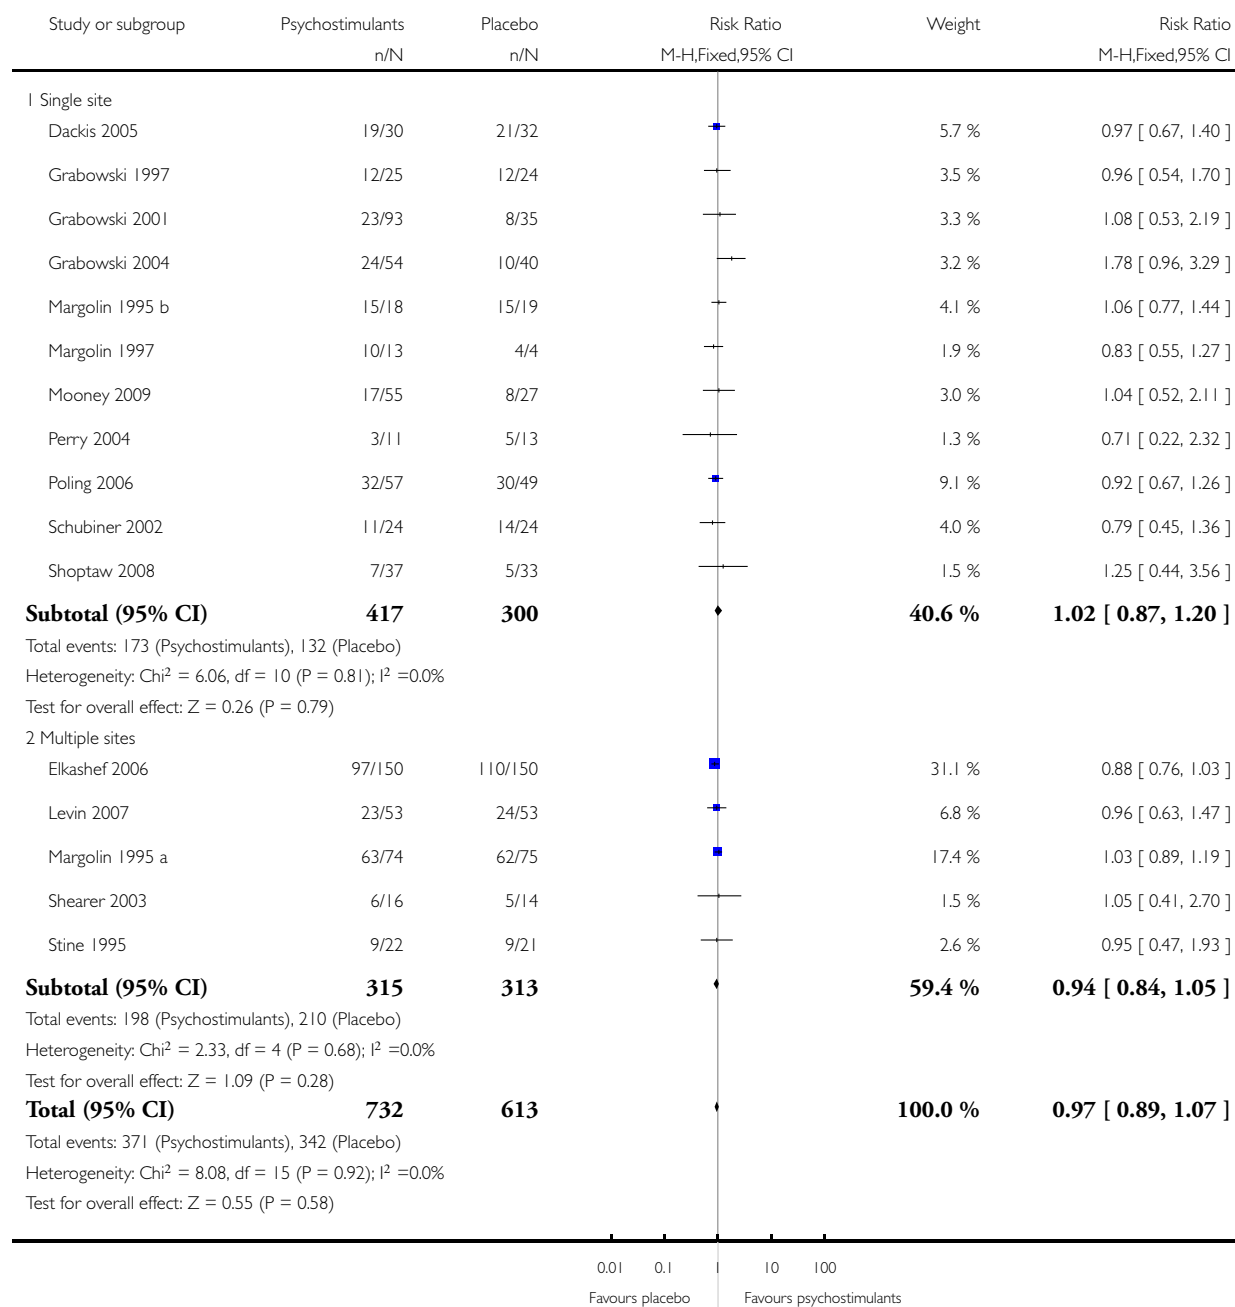 Study or subgroup Psychostimulants Placebo Risk Ratio Weight Risk Ratio
n/N n/N M-H,Fixed,95% CI M-H,Fixed,95% CI
1 Single site
Dackis 2005 19/30 21/32 5.7 % 0.97 [ 0.67, 1.40 ]
Grabowski 1997 12/25 12/24 3.5 % 0.96 [ 0.54, 1.70 ]
Grabowski 2001 23/93 8/35 3.3 % 1.08 [ 0.53, 2.19 ]
Grabowski 2004 24/54 10/40 3.2 % 1.78 [ 0.96, 3.29 ]
Margolin 1995 b 15/18 15/19 4.1 % 1.06 [ 0.77, 1.44 ]
Margolin 1997 10/13 4/4 1.9 % 0.83 [ 0.55, 1.27 ]
Mooney 2009 17/55 8/27 3.0 % 1.04 [ 0.52, 2.11 ]
Perry 2004 3/11 5/13 1.3 % 0.71 [ 0.22, 2.32 ]
Poling 2006 32/57 30/49 9.1 % 0.92 [ 0.67, 1.26 ]
Schubiner 2002 11/24 14/24 4.0 % 0.79 [ 0.45, 1.36 ]
Shoptaw 2008 7/37 5/33 1.5 % 1.25 [ 0.44, 3.56 ]
Subtotal (95% CI) 417 300 40.6 % 1.02 [ 0.87, 1.20 ]
Total events: 173 (Psychostimulants), 132 (Placebo)
Heterogeneity: Chi² = 6.06, df = 10 (P = 0.81); I² =0.0%
Test for overall effect: Z = 0.26 (P = 0.79)
2 Multiple sites
Elkashef 2006 97/150 110/150 31.1 % 0.88 [ 0.76, 1.03 ]
Levin 2007 23/53 24/53 6.8 % 0.96 [ 0.63, 1.47 ]
Margolin 1995 a 63/74 62/75 17.4 % 1.03 [ 0.89, 1.19 ]
Shearer 2003 6/16 5/14 1.5 % 1.05 [ 0.41, 2.70 ]
Stine 1995 9/22 9/21 2.6 % 0.95 [ 0.47, 1.93 ]
Subtotal (95% CI) 315 313 59.4 % 0.94 [ 0.84, 1.05 ]
Total events: 198 (Psychostimulants), 210 (Placebo)
Heterogeneity: Chi² = 2.33, df = 4 (P = 0.68); I² =0.0%
Test for overall effect: Z = 1.09 (P = 0.28)
Total (95% CI) 732 613 100.0 % 0.97 [ 0.89, 1.07 ]
Total events: 371 (Psychostimulants), 342 (Placebo)
Heterogeneity: Chi² = 8.08, df = 15 (P = 0.92); I² =0.0%
Test for overall effect: Z = 0.55 (P = 0.58)
0.01 0.1 1 10 100
Favours placebo Favours psychostimulants